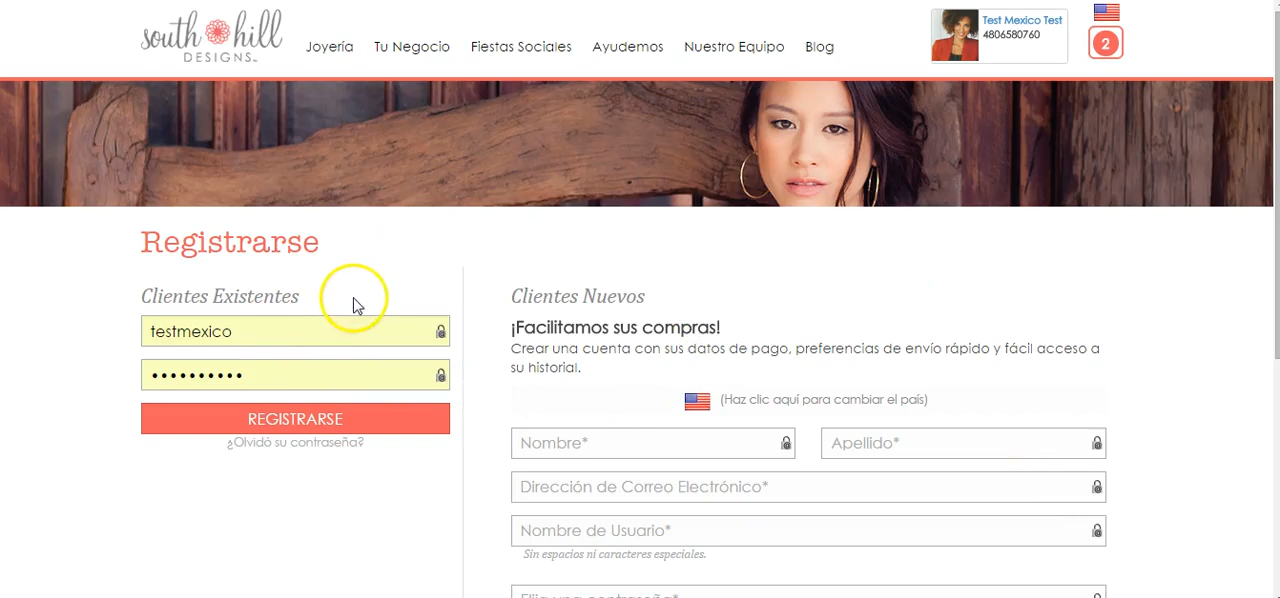 south hill
DESIGNS
Joyería Tu Negocio Fiestas Sociales Ayudemos Nuestro Equipo Blog
Test Mexico Test
4806580760
2
Registrarse
Clientes Existentes
testmexico
••••••••••
REGISTRARSE
¿Olvidó su contraseña?
Clientes Nuevos
¡Facilitamos sus compras!
Crear una cuenta con sus datos de pago, preferencias de envío rápido y fácil acceso a
su historial.
(Haz clic aquí para cambiar el país)
Nombre* Apellido*
Dirección de Correo Electrónico*
Nombre de Usuario*
Sin espacios ni caracteres especiales.